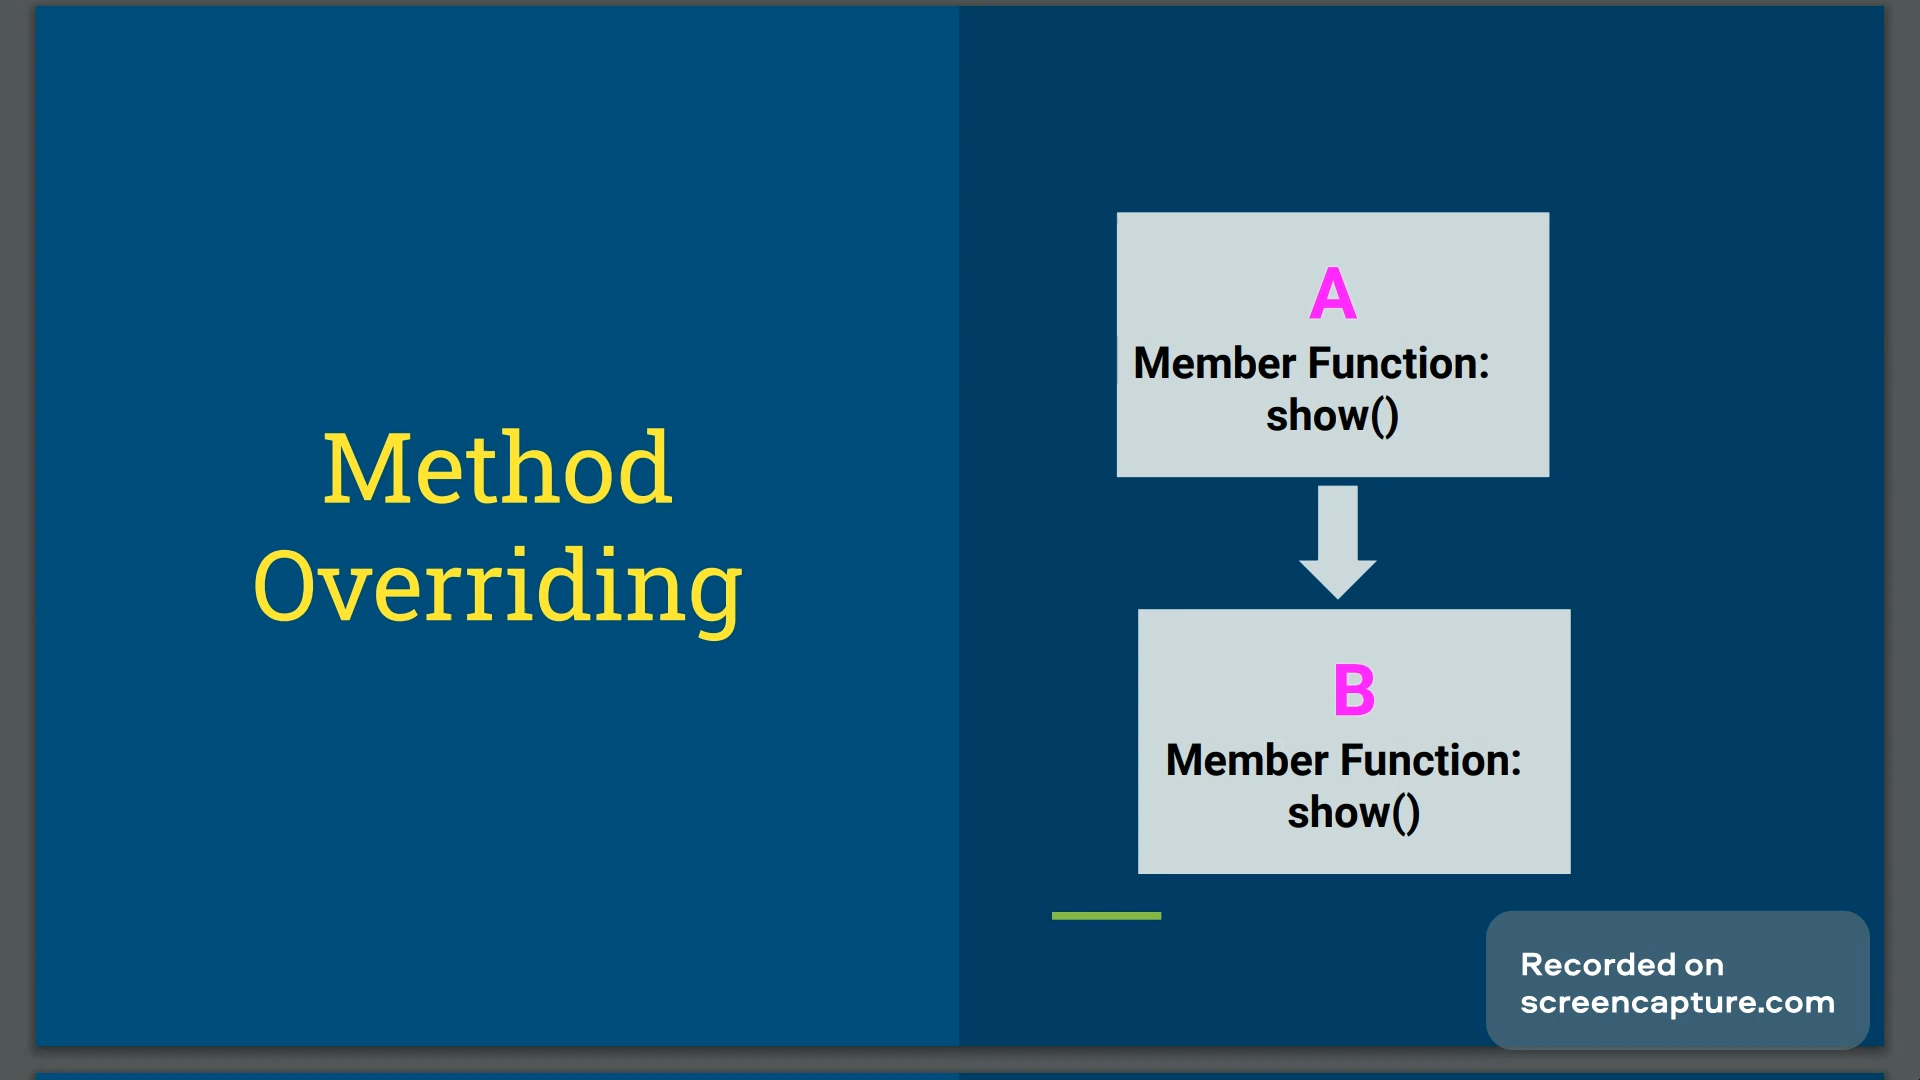 Method
Overriding
A
Member Function:
show()
B
Member Function:
show()
Recorded on
screencapture.com